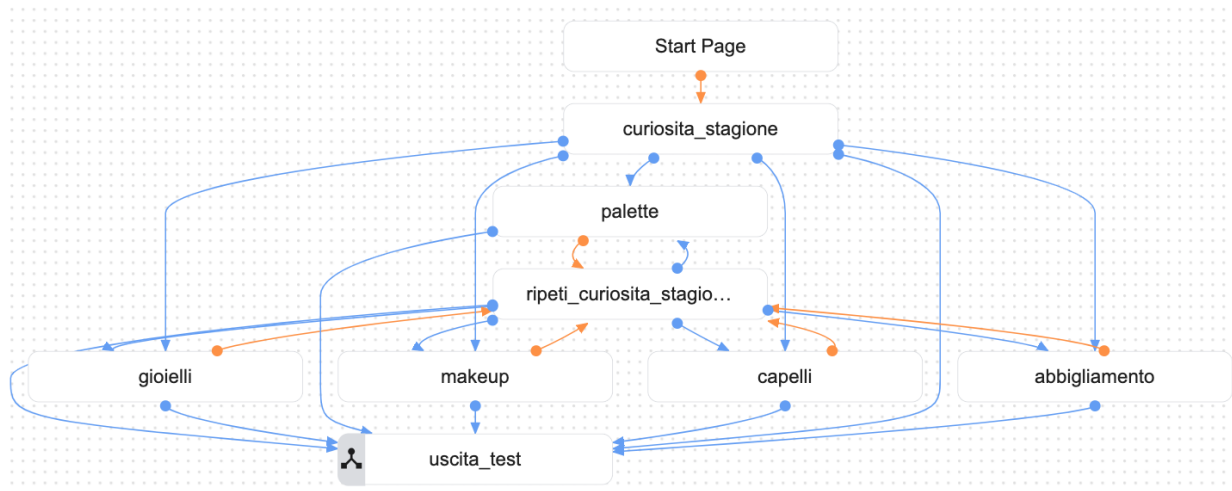 Start Page
curiosita_stagione
palette
ripeti_curiosita_stagio…
gioielli
makeup
capelli
abbigliamento
uscita_test